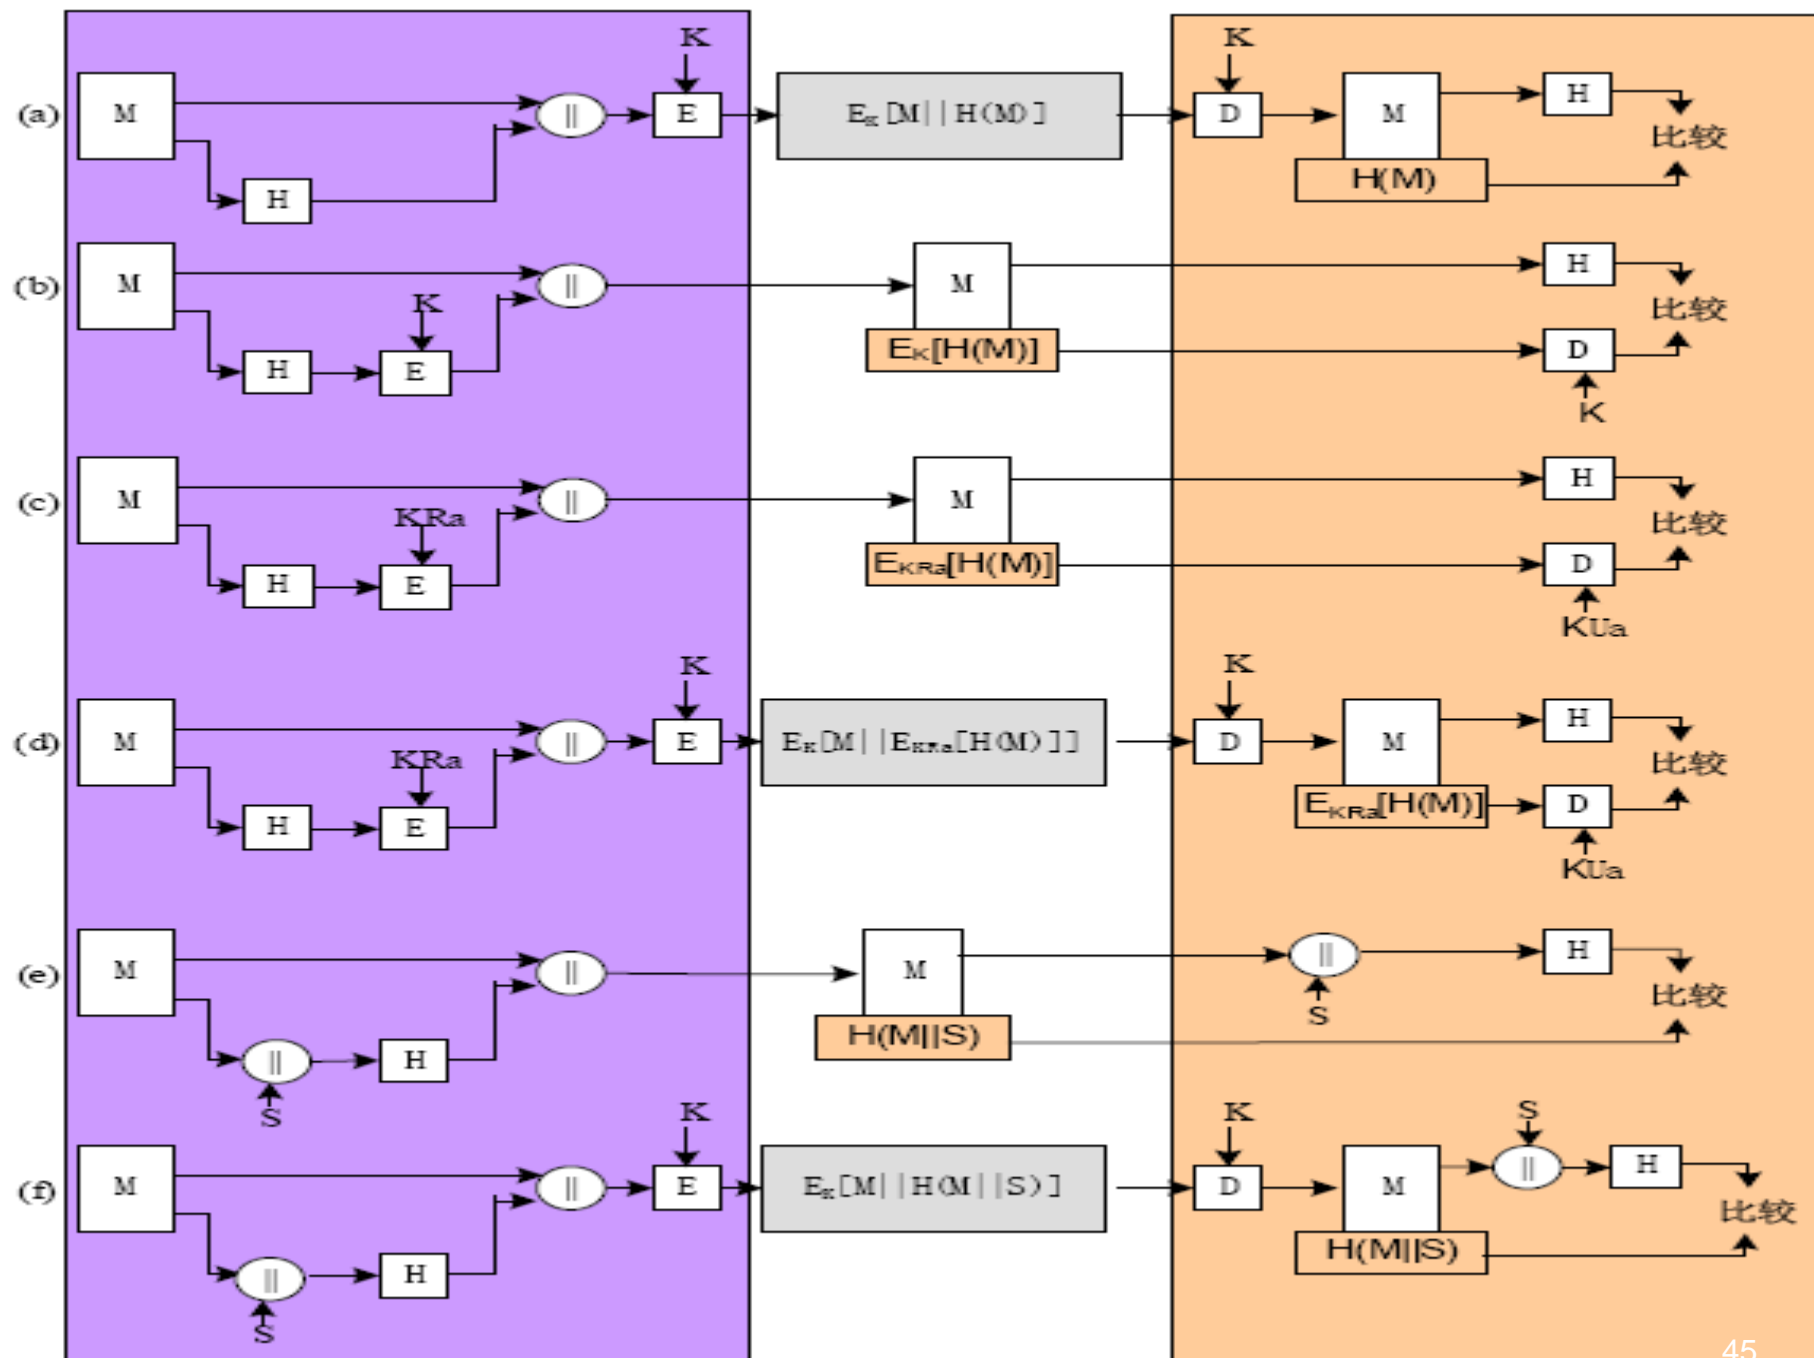 K K
(a) M || E E_K[M||H(M)] D M H
比较
H H(M)
(b) M || M H
K 比较
H E E_K[H(M)] D
K
(c) M || M H
KRa 比较
H E E_KRa[H(M)] D
KUa
K K
(d) M || E E_K[M||E_KRa[H(M)]] D M H
KRa 比较
H E E_KRa[H(M)] D
KUa
(e) M || M || H
S 比较
|| H H(M||S)
S
K K S
(f) M || E E_K[M||H(M||S)] D M || H
比较
|| H H(M||S)
S
45